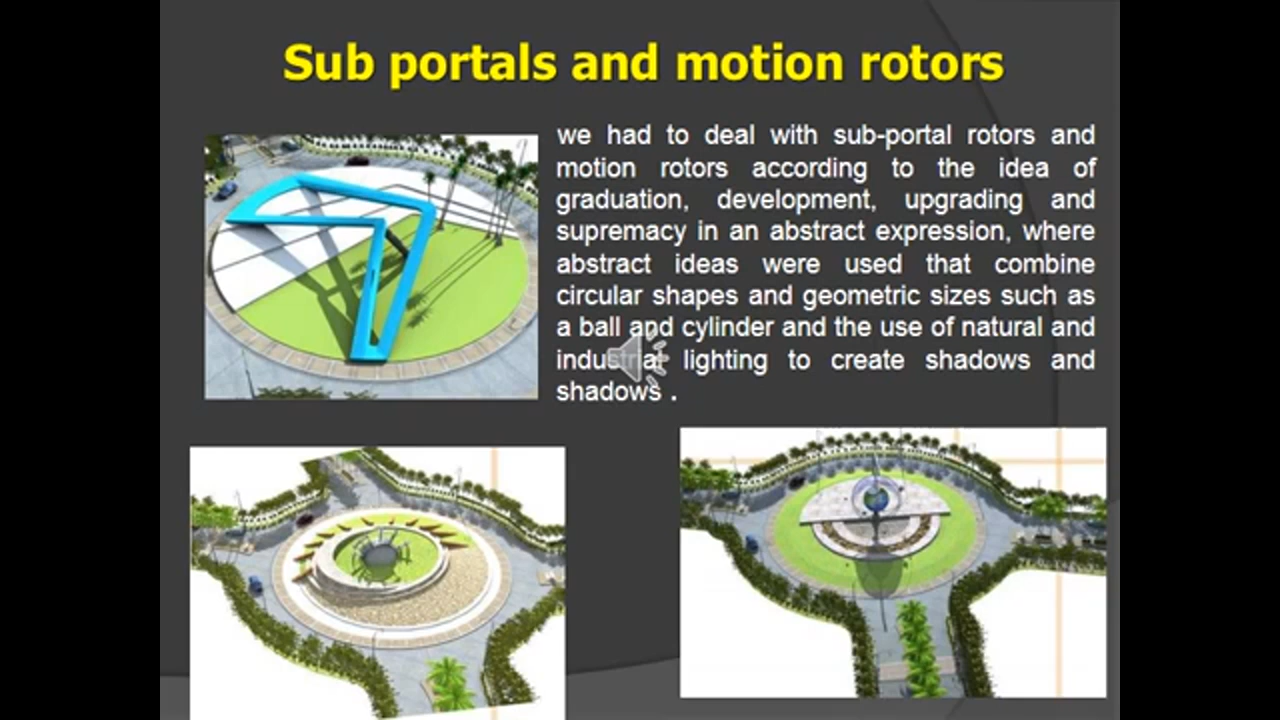 Sub portals and motion rotors
we had to deal with sub-portal rotors and
motion rotors according to the idea of
graduation, development, upgrading and
supremacy in an abstract expression, where
abstract ideas were used that combine
circular shapes and geometric sizes such as
a ball and cylinder and the use of natural and
industrial lighting to create shadows and
shadows .